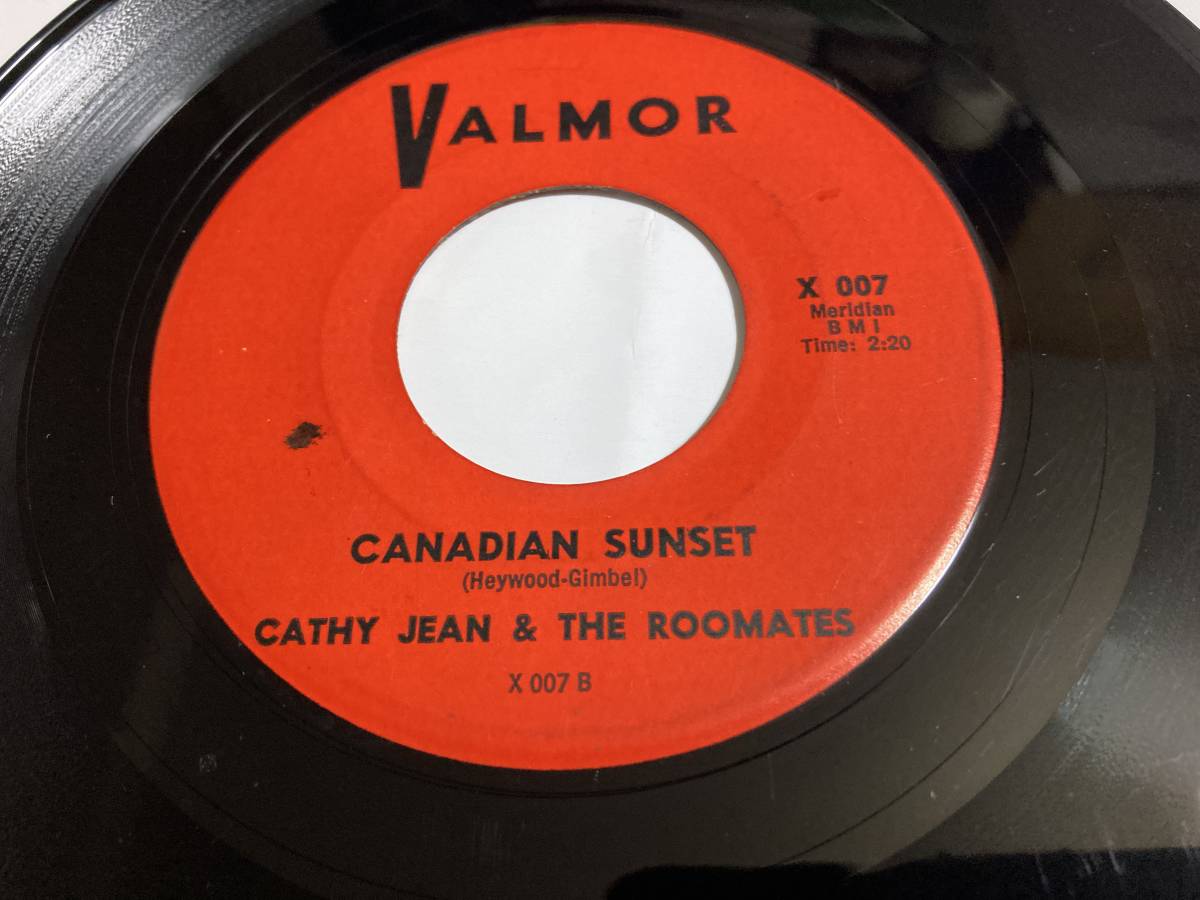 VALMOR
X 007
Meridian
B M I
Time: 2:20
CANADIAN SUNSET
(Heywood-Gimbel)
CATHY JEAN & THE ROOMATES
X 007 B